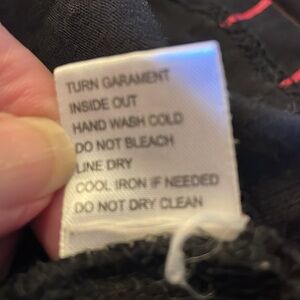 TURN GARAMENT
INSIDE OUT
HAND WASH COLD
DO NOT BLEACH
LINE DRY
COOL IRON IF NEEDED
DO NOT DRY CLEAN